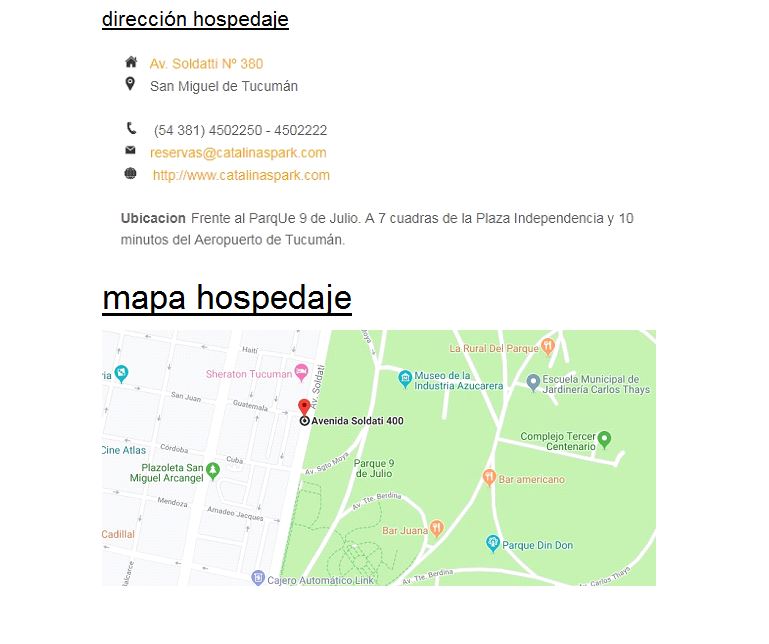 dirección hospedaje
Av. Soldatti Nº 380
San Miguel de Tucumán
(54 381) 4502250 - 4502222
reservas@catalinaspark.com
http://www.catalinaspark.com
Ubicacion Frente al ParqUe 9 de Julio. A 7 cuadras de la Plaza Independencia y 10
minutos del Aeropuerto de Tucumán.
mapa hospedaje
Haití
Moya
La Rural Del Parque
ria
Sheraton Tucuman
Av. Soldati
Museo de la
Industria Azucarera
Escuela Municipal de
Jardinería Carlos Thays
San Juan
Guatemala
Avenida Soldati 400
Cine Atlas
Córdoba
Cuba
Complejo Tercer
Centenario
Plazoleta San
Miguel Arcangel
Av. Sgto Moya
Parque 9
de Julio
Bar americano
Mendoza
Amadeo Jacques
Av. Tte. Berdina
Cadillal
Bar Juana
Parque Din Don
alcarce
Cajero Automático Link
Av. Tte. Berdina
Av. Carlos Thays